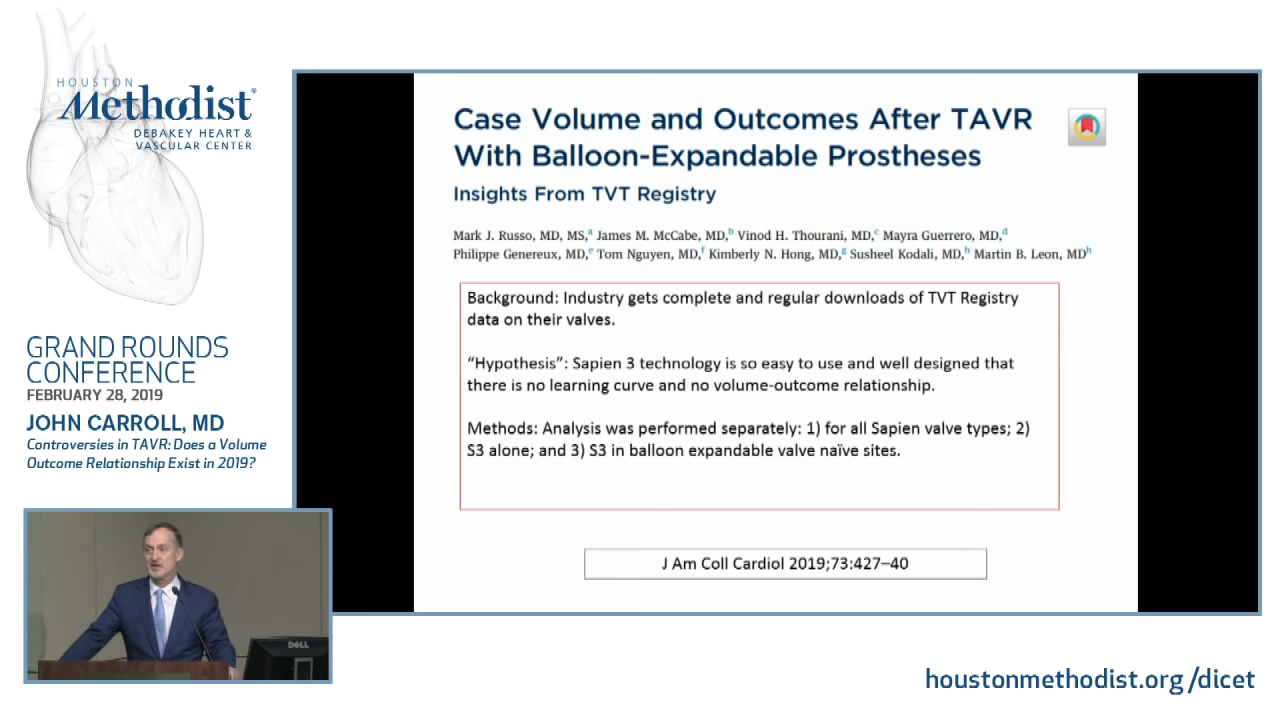 HOUSTON
Methodist®
DEBAKEY HEART &
VASCULAR CENTER
GRAND ROUNDS
CONFERENCE
FEBRUARY 28, 2019
JOHN CARROLL, MD
Controversies in TAVR: Does a Volume
Outcome Relationship Exist in 2019?
Case Volume and Outcomes After TAVR
With Balloon-Expandable Prostheses
Insights From TVT Registry
Mark J. Russo, MD, MS,a James M. McCabe, MD,b Vinod H. Thourani, MD,c Mayra Guerrero, MD,d
Philippe Genereux, MD,e Tom Nguyen, MD,f Kimberly N. Hong, MD,g Susheel Kodali, MD,h Martin B. Leon, MDh
Background: Industry gets complete and regular downloads of TVT Registry
data on their valves.
“Hypothesis”: Sapien 3 technology is so easy to use and well designed that
there is no learning curve and no volume-outcome relationship.
Methods: Analysis was performed separately: 1) for all Sapien valve types; 2)
S3 alone; and 3) S3 in balloon expandable valve naïve sites.
J Am Coll Cardiol 2019;73:427–40
DELL
houstonmethodist.org/dicet